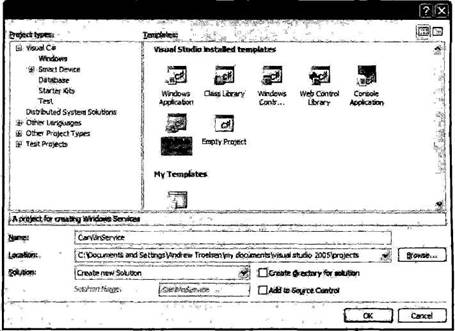 Project types:
Templates:
Visual C#
Windows
Smart Device
Database
Starter Kits
Test
Distributed System Solutions
Other Languages
Other Project Types
Test Projects
Visual Studio installed templates
Windows Application
Class Library
Windows Contr...
Web Control Library
Console Application
Empty Project
My Templates
A project for creating Windows Services
Name:
CarWinService
Location:
C:\Documents and Settings\Andrew Troelsen\my documents\visual studio 2005\projects
Browse...
Solution:
Create new Solution
Create directory for solution
Solution Name:
CarWinService
Add to Source Control
OK
Cancel